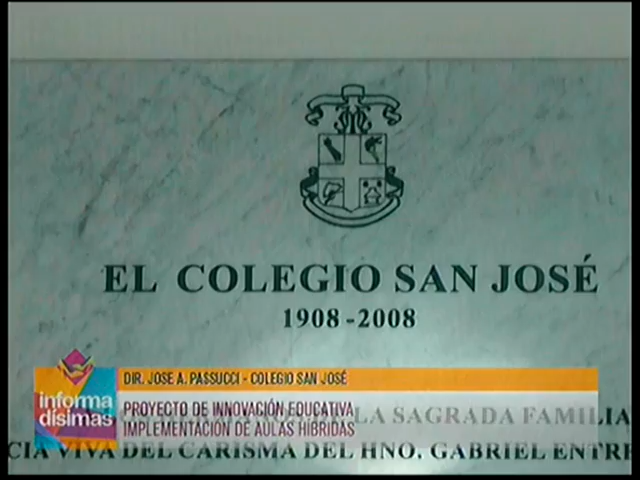 EL COLEGIO SAN JOSÉ
1908-2008
informa
disimas
DIR. JOSE A. PASSUCCI - COLEGIO SAN JOSÉ
PROYECTO DE INNOVACIÓN EDUCATIVA
IMPLEMENTACIÓN DE AULAS HÍBRIDAS
LA SAGRADA FAMILIA
CIA VIVA DEL CARISMA DEL HNO. GABRIEL ENTRE